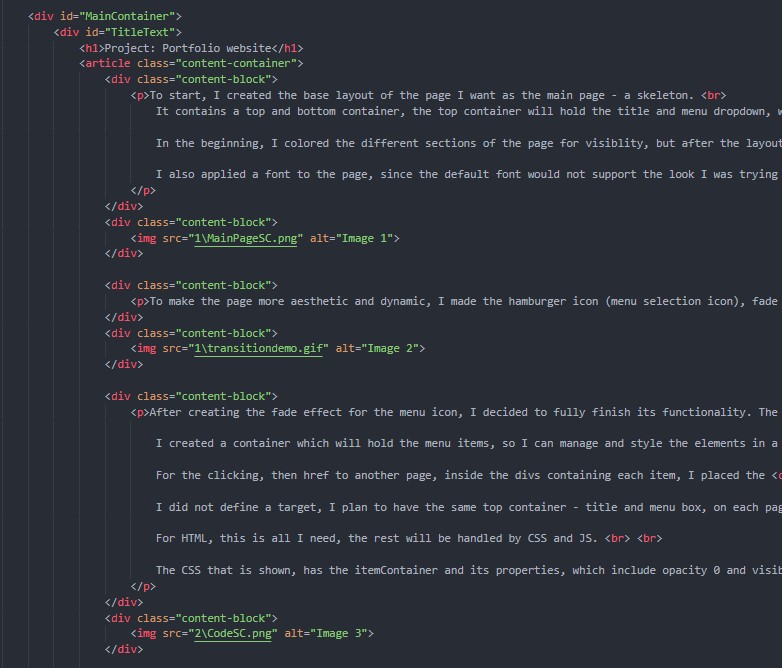 <div id="MainContainer">
<div id="TitleText">
<h1>Project: Portfolio website</h1>
<article class="content-container">
<div class="content-block">
<p>To start, I created the base layout of the page I want as the main page - a skeleton. <br>
It contains a top and bottom container, the top container will hold the title and menu dropdown,
In the beginning, I colored the different sections of the page for visiblity, but after the layout
I also applied a font to the page, since the default font would not support the look I was trying
</p>
</div>
<div class="content-block">
<img src="1\MainPageSC.png" alt="Image 1">
</div>
<div class="content-block">
<p>To make the page more aesthetic and dynamic, I made the hamburger icon (menu selection icon), fade
</div>
<div class="content-block">
<img src="1\transitiondemo.gif" alt="Image 2">
</div>
<div class="content-block">
<p>After creating the fade effect for the menu icon, I decided to fully finish its functionality. The
I created a container which will hold the menu items, so I can manage and style the elements in a
For the clicking, then href to another page, inside the divs containing each item, I placed the <
I did not define a target, I plan to have the same top container - title and menu box, on each pag
For HTML, this is all I need, the rest will be handled by CSS and JS. <br> <br>
The CSS that is shown, has the itemContainer and its properties, which include opacity 0 and visib
</p>
</div>
<div class="content-block">
<img src="2\CodeSC.png" alt="Image 3">
</div>